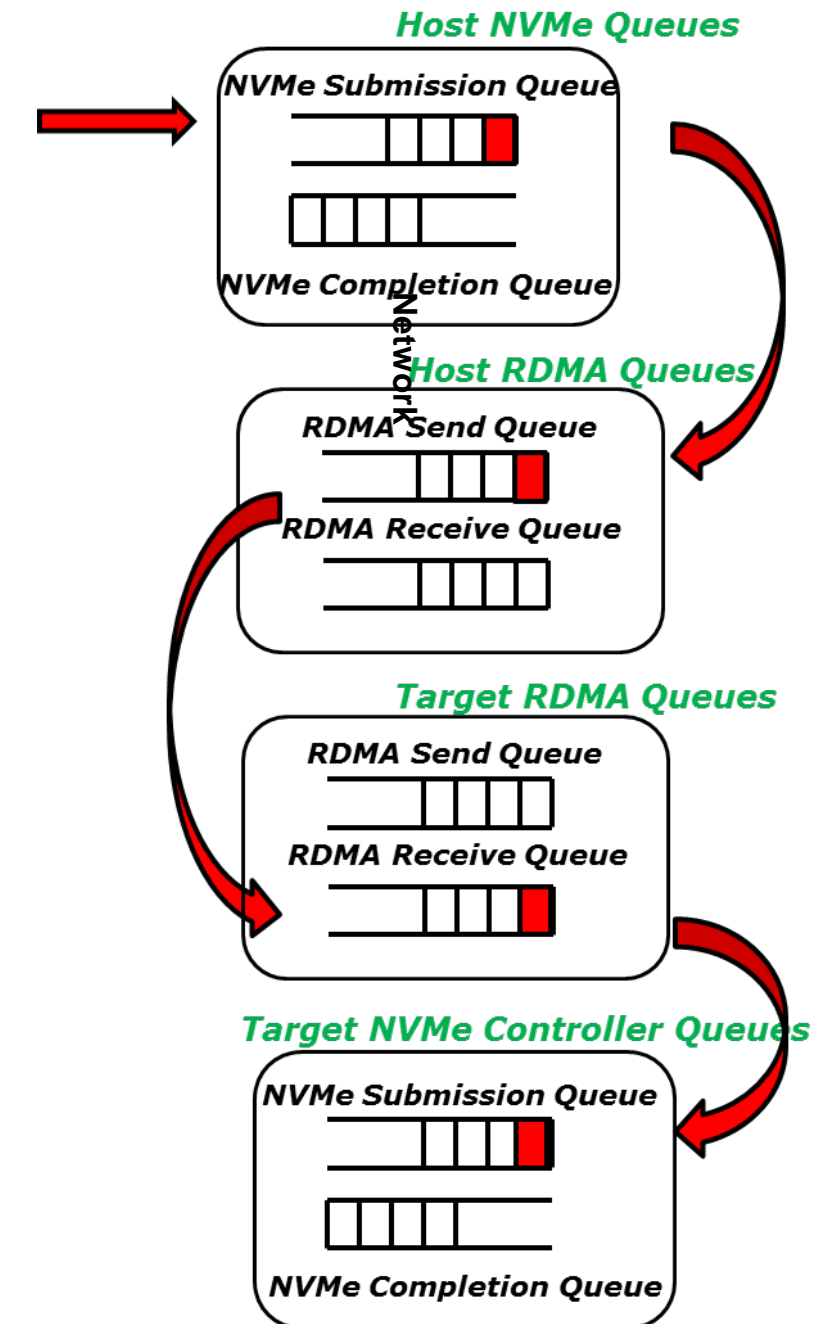 Host NVMe Queues
NVMe Submission Queue
NVMe Completion Queue
Network
Host RDMA Queues
RDMA Send Queue
RDMA Receive Queue
Target RDMA Queues
RDMA Send Queue
RDMA Receive Queue
Target NVMe Controller Queues
NVMe Submission Queue
NVMe Completion Queue